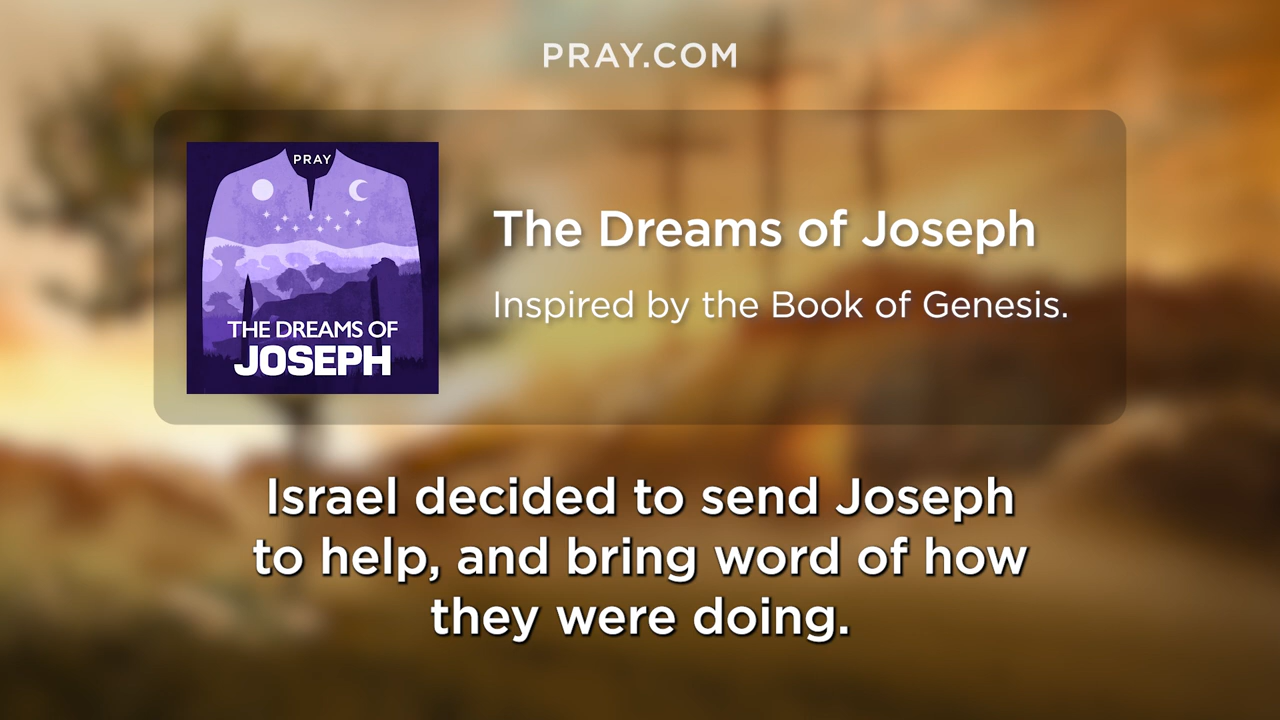 PRAY.COM
PRAY
THE DREAMS OF
JOSEPH
The Dreams of Joseph
Inspired by the Book of Genesis.
Israel decided to send Joseph
to help, and bring word of how
they were doing.